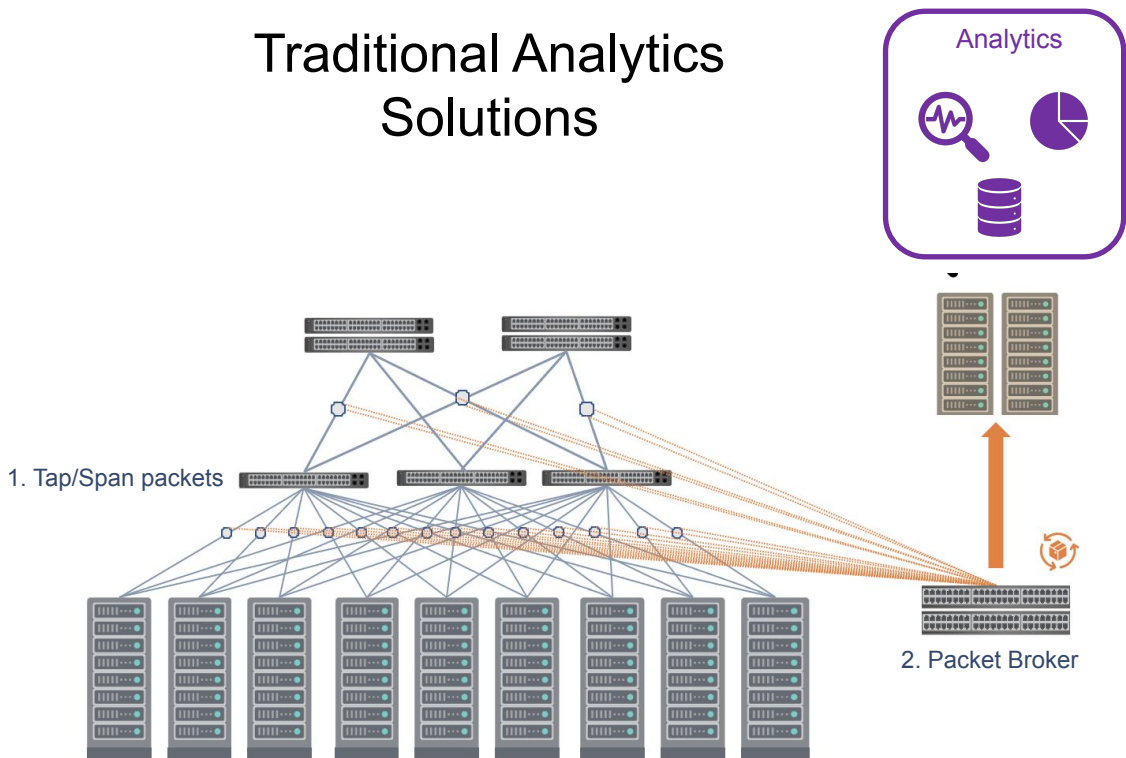 Traditional Analytics
Solutions
Analytics
1. Tap/Span packets
2. Packet Broker